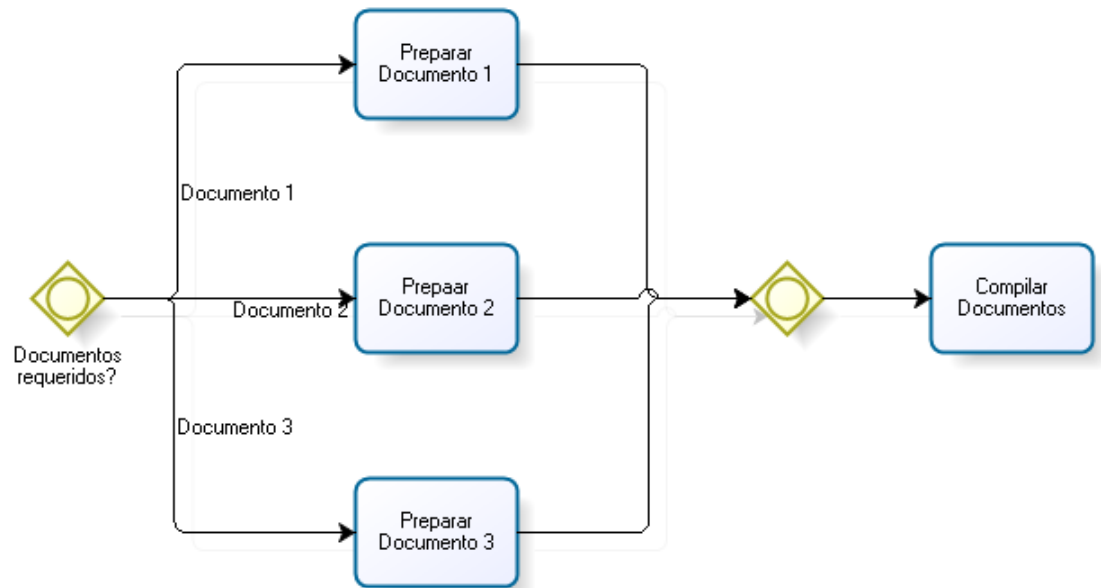 Preparar
Documento 1
Documento 1
Prepaar
Documento 2
Documento 2
Compilar
Documentos
Documentos
requeridos?
Documento 3
Preparar
Documento 3